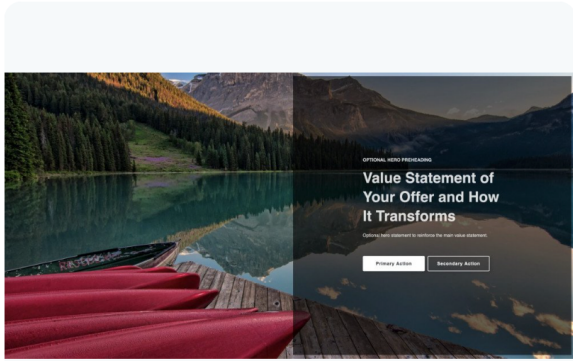 OPTIONAL HERO PREHEADING
Value Statement of
Your Offer and How
It Transforms
Optional hero statement to reinforce the main value statement.
Primary Action
Secondary Action